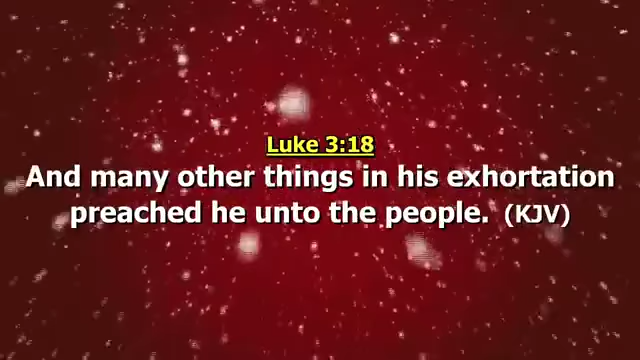 Luke 3:18
And many other things in his exhortation
preached he unto the people. (KJV)